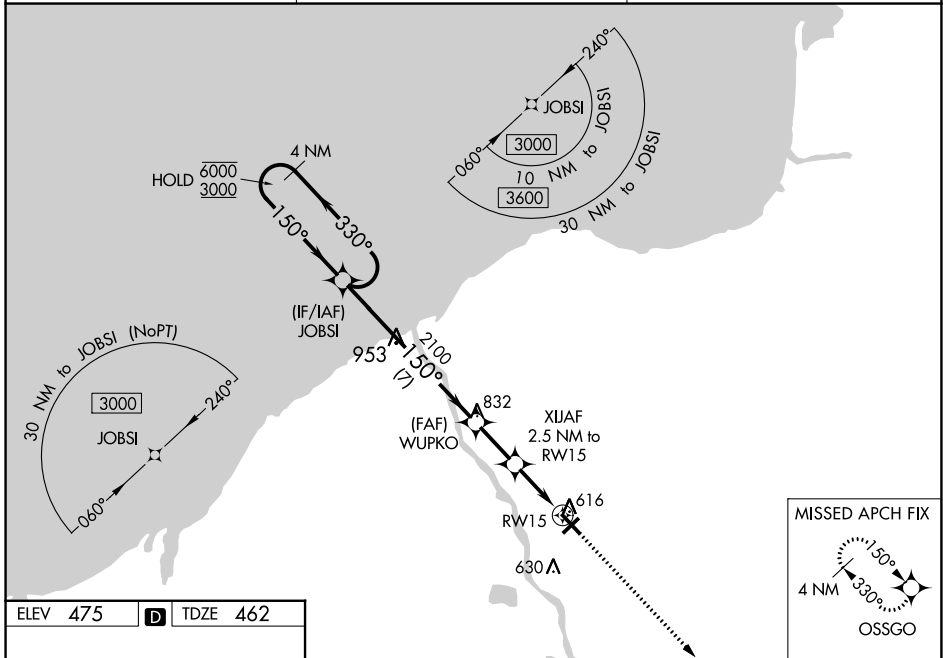 240°
JOBSI
060°
3000
10 NM to JOBSI
3600
30 NM to JOBSI
4 NM
HOLD 6000
3000
150°
330°
(IF/IAF)
JOBSI
953
2100
150°
(7)
30 NM to JOBSI (NoPT)
3000
240°
JOBSI
060°
832
(FAF)
WUPKO
XIJAF
2.5 NM to
RW15
616
RW15
630
MISSED APCH FIX
150°
4 NM
330°
OSSGO
ELEV 475 D TDZE 462